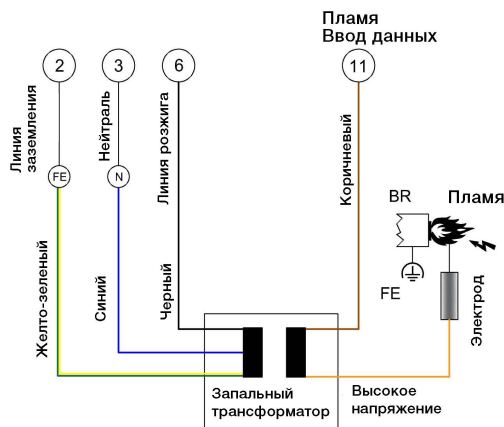 Пламя
Ввод данных
2
3
6
11
Линия
заземления
Нейтраль
Линия розжига
Коричневый
FE
N
BR
Пламя
FE
Желто-зеленый
Синий
Черный
Электрод
Запальный
трансформатор
Высокое
напряжение